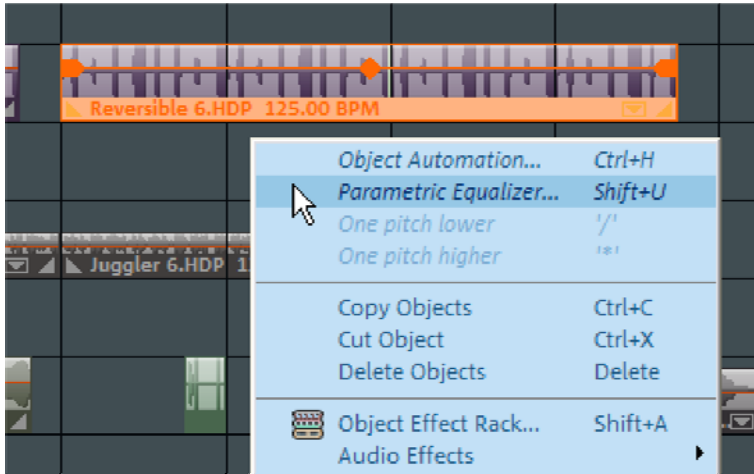 Reversible 6.HDP 125.00 BPM
Object Automation... Ctrl+H
Parametric Equalizer... Shift+U
One pitch lower '/'
One pitch higher '*'
Juggler 6.HDP 1
Copy Objects Ctrl+C
Cut Object Ctrl+X
Delete Objects Delete
Object Effect Rack... Shift+A
Audio Effects